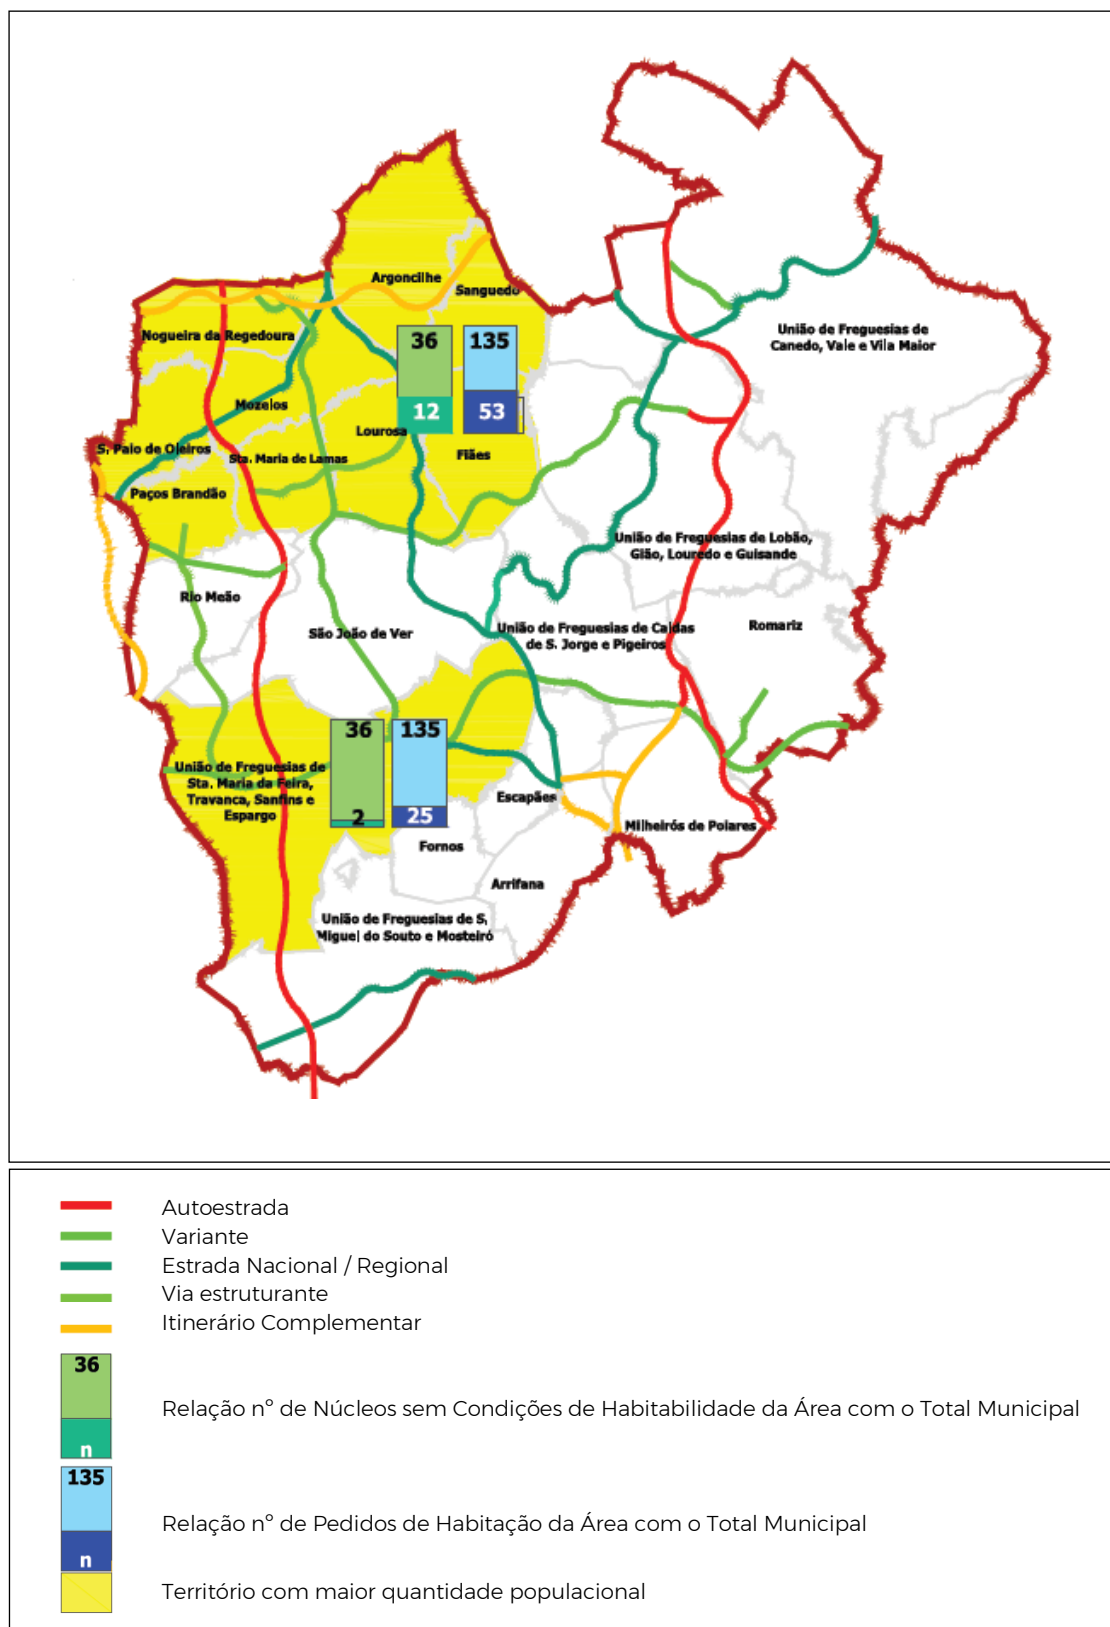 Argoncilhe
Sanguedo
Nogueira da Regedoura
União de Freguesias de
Canedo, Vale e Vila Maior
36
135
Mozelos
12
53
Lourosa
S. Paio de Oleiros
Sta. Maria de Lamas
Fiães
Paços Brandão
União de Freguesias de Lobão,
Gião, Louredo e Guisande
Rio Meão
São João de Ver
União de Freguesias de Caldas
de S. Jorge e Pigeiros
Romariz
36
135
União de Freguesias de
Sta. Maria da Feira,
Travanca, Sanfins e
Espargo
2
25
Escapães
Milheirós de Poiares
Fornos
Arrifana
União de Freguesias de S.
Miguel do Souto e Mosteiró
Autoestrada
Variante
Estrada Nacional / Regional
Via estruturante
Itinerário Complementar
36
n
Relação nº de Núcleos sem Condições de Habitabilidade da Área com o Total Municipal
135
n
Relação nº de Pedidos de Habitação da Área com o Total Municipal
Território com maior quantidade populacional